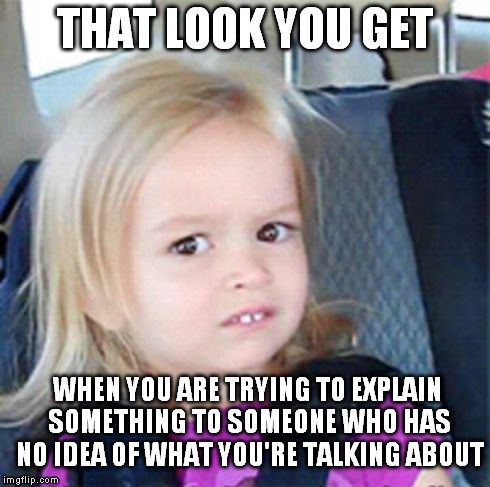 THAT LOOK YOU GET
WHEN YOU ARE TRYING TO EXPLAIN
SOMETHING TO SOMEONE WHO HAS
NO IDEA OF WHAT YOU'RE TALKING ABOUT
imgflip.com